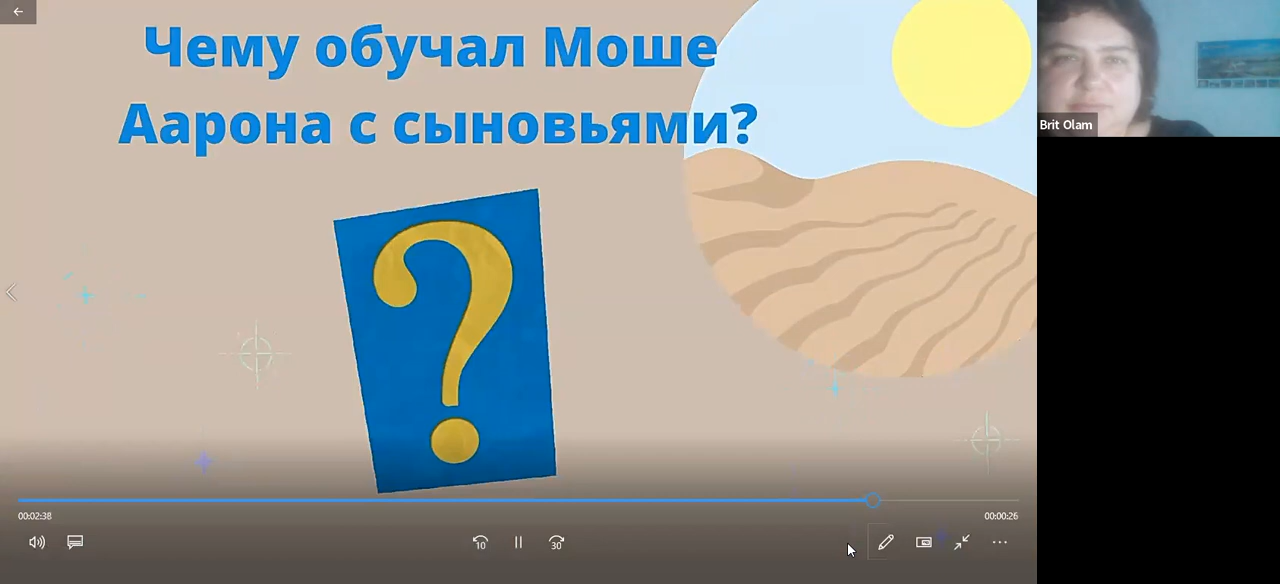 Чему обучал Моше
Аарона с сыновьями?
?
Brit Olam
00:02:38
00:00:26
10
30